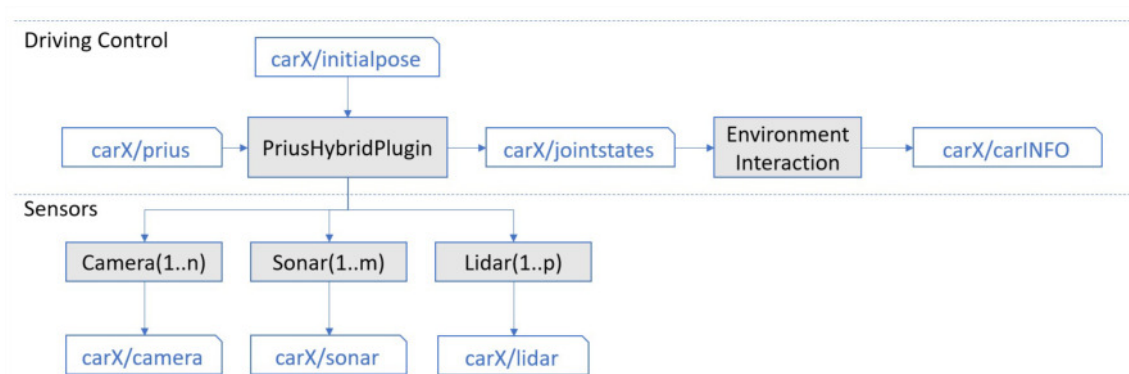 Driving Control
carX/initialpose
carX/prius
PriusHybridPlugin
carX/jointstates
Environment
Interaction
carX/carINFO
Sensors
Camera(1..n)
Sonar(1..m)
Lidar(1..p)
carX/camera
carX/sonar
carX/lidar